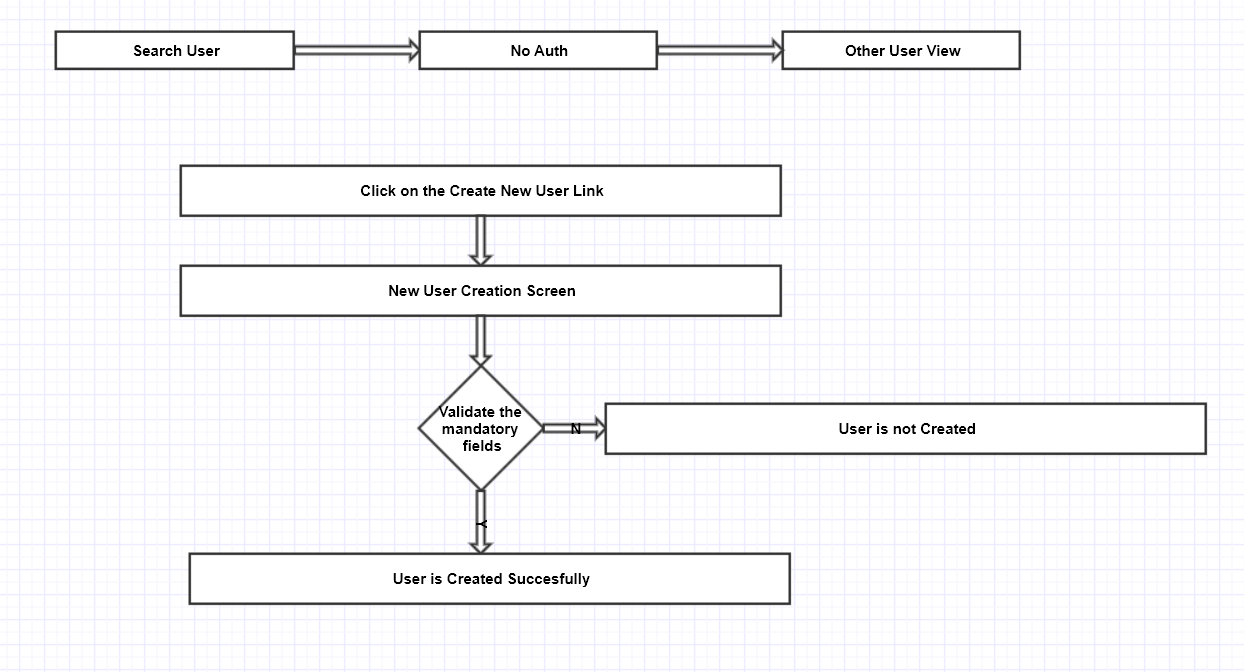 Search User
No Auth
Other User View
Click on the Create New User Link
New User Creation Screen
Validate the
mandatory
fields
N
User is not Created
Y
User is Created Succesfully